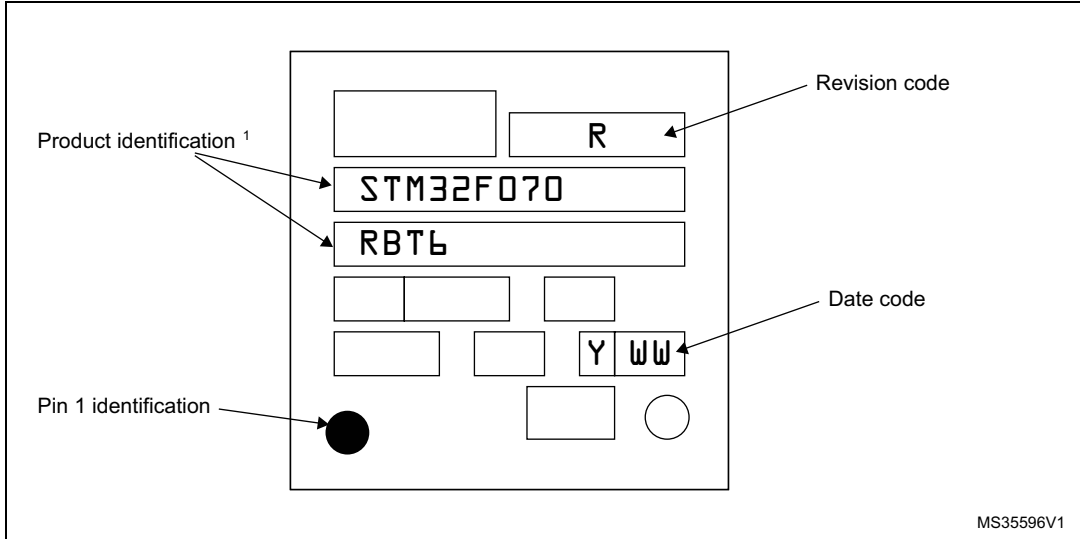 Revision code
R
Product identification 1
STM32F070
RBT6
Date code
Y WW
Pin 1 identification
MS35596V1